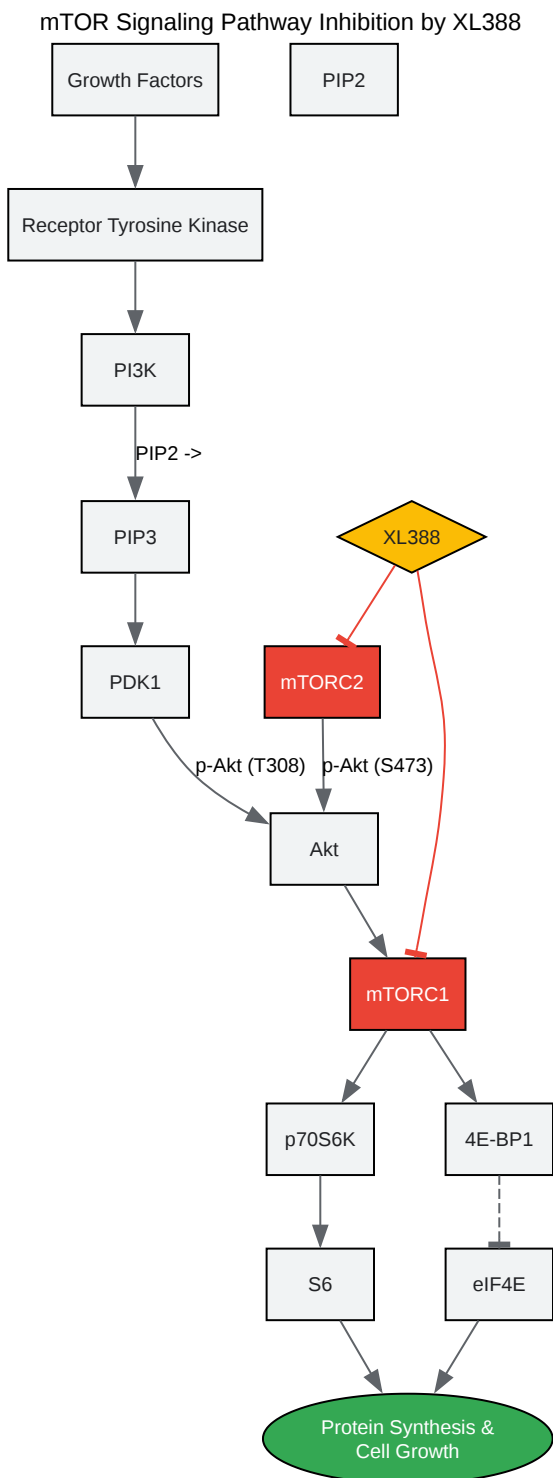 mTOR Signaling Pathway Inhibition by XL388
Growth Factors
PIP2
Receptor Tyrosine Kinase
PI3K
PIP2 ->
PIP3
XL388
PDK1
mTORC2
p-Akt (T308)
p-Akt (S473)
Akt
mTORC1
p70S6K
4E-BP1
S6
eIF4E
Protein Synthesis &
Cell Growth